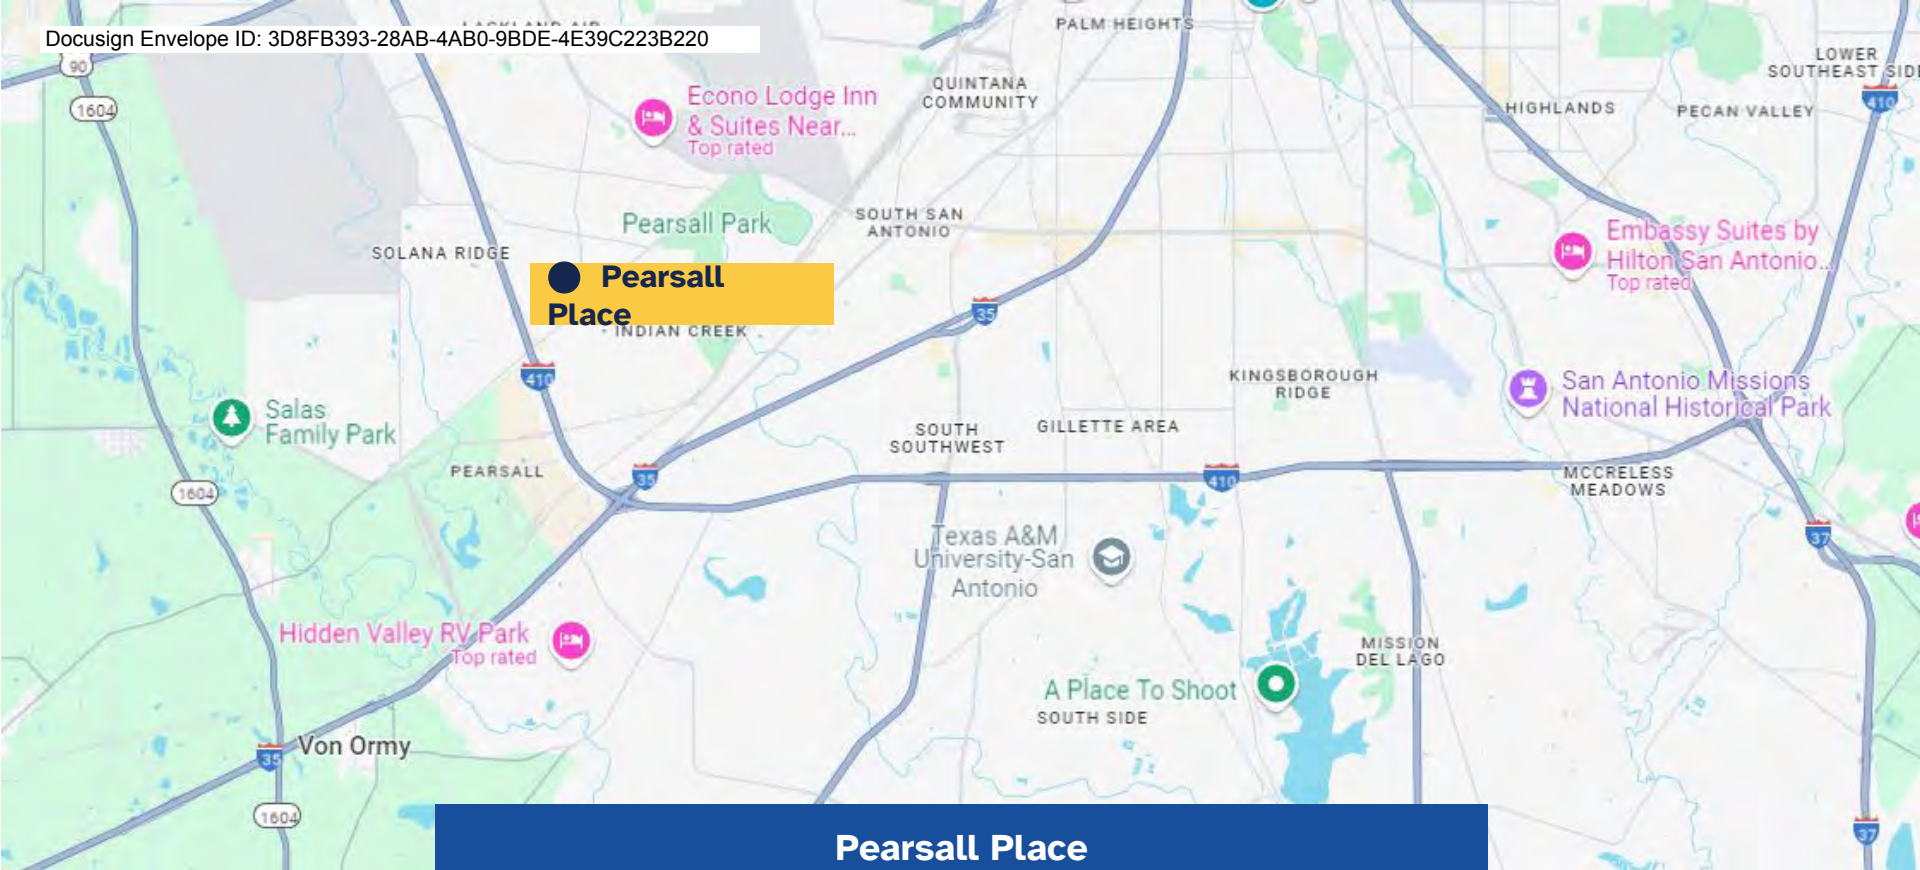 LACKLAND AIR
PALM HEIGHTS
Docusign Envelope ID: 3D8FB393-28AB-4AB0-9BDE-4E39C223B220
90
1604
LOWER
SOUTHEAST SIDE
410
QUINTANA
COMMUNITY
Econo Lodge Inn
& Suites Near...
Top rated
HIGHLANDS
PECAN VALLEY
Pearsall Park
SOUTH SAN
ANTONIO
SOLANA RIDGE
Embassy Suites by
Hilton San Antonio...
Top rated
Pearsall
Place
INDIAN CREEK
35
410
KINGSBOROUGH
RIDGE
San Antonio Missions
National Historical Park
Salas
Family Park
SOUTH
SOUTHWEST
GILLETTE AREA
PEARSALL
35
410
MCCRELESS
MEADOWS
1604
Texas A&M
University-San
Antonio
37
Hidden Valley RV Park
Top rated
MISSION
DEL LAGO
A Place To Shoot
SOUTH SIDE
Von Ormy
35
1604
37
Pearsall Place